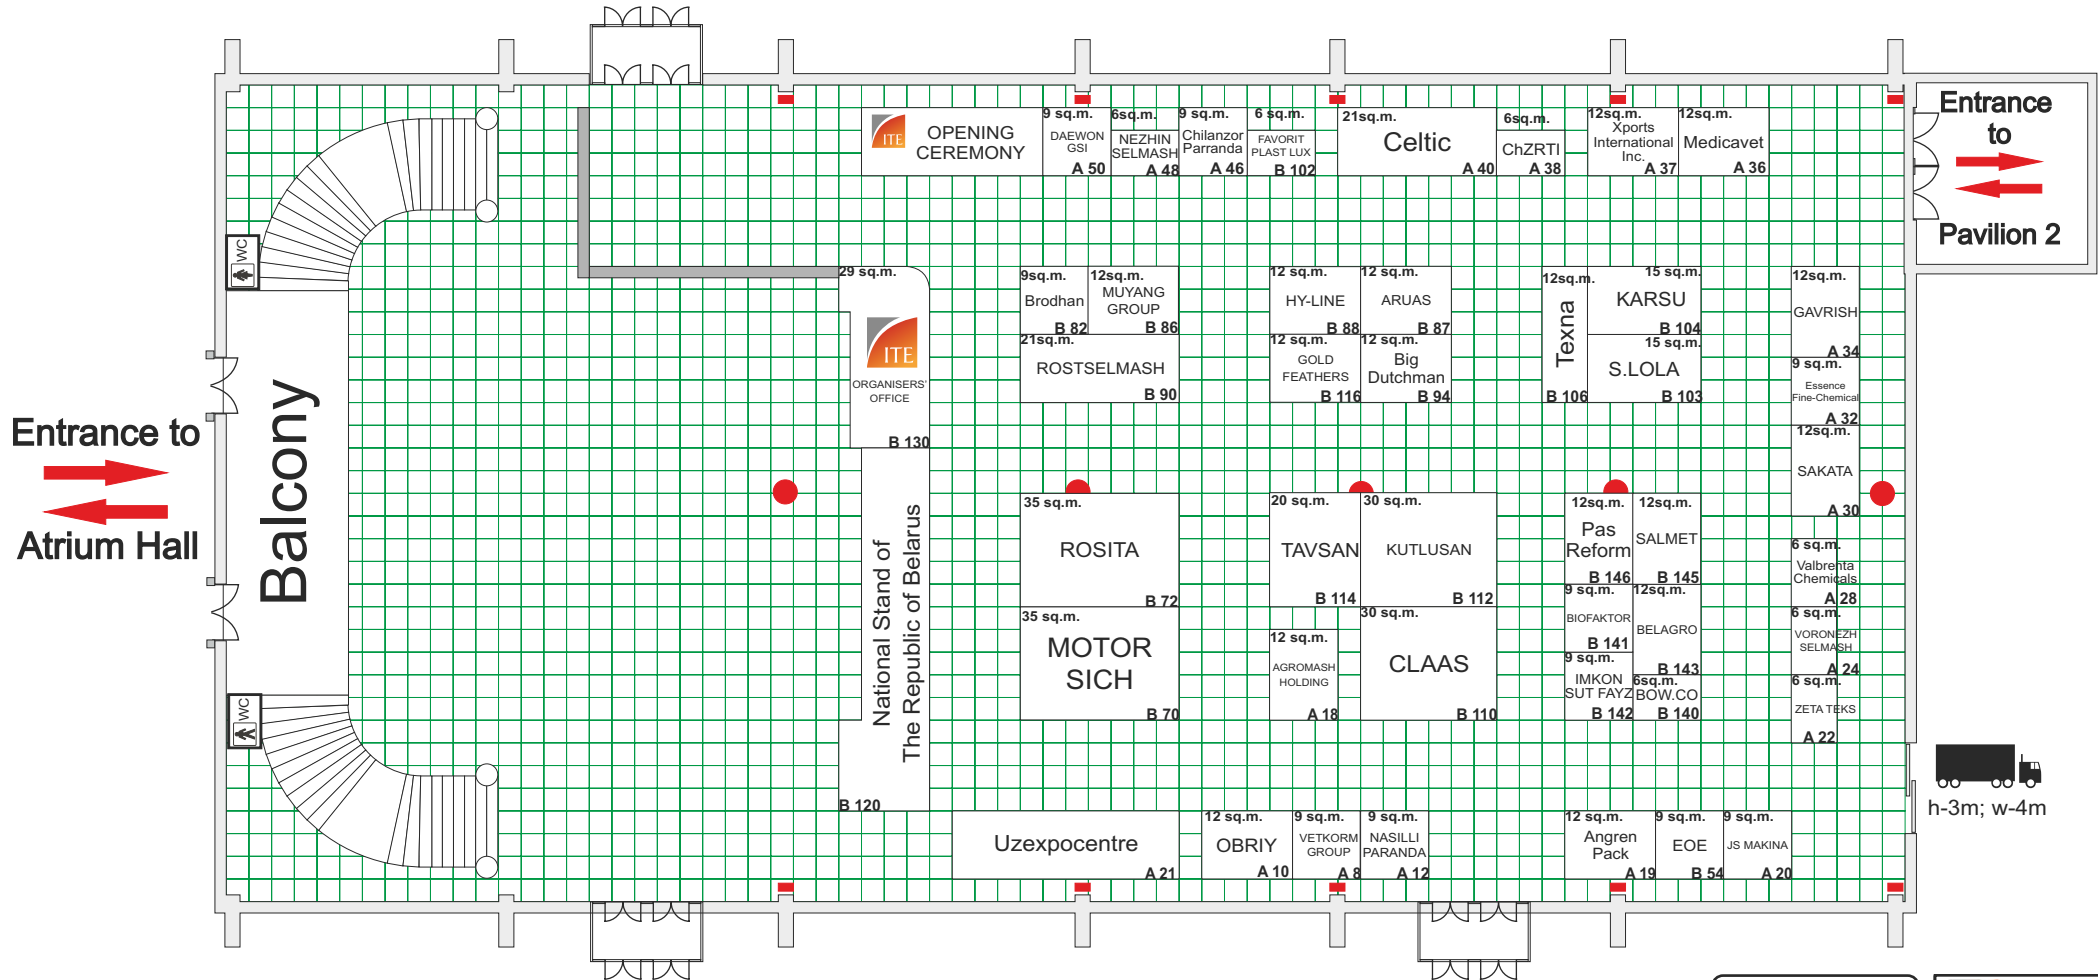 Entrance
to
Pavilion 2
ITE
OPENING
CEREMONY
9 sq.m.
DAEWON
GSI
A 50
6sq.m.
NEZHIN
SELMASH
A 48
9 sq.m.
Chilanzor
Parranda
A 46
6 sq.m.
FAVORIT
PLAST LUX
B 102
21sq.m.
Celtic
A 40
6sq.m.
ChZRTI
A 38
12sq.m.
Xports
International
Inc.
A 37
12sq.m.
Medicavet
A 36
WC
29 sq.m.
ITE
ORGANISERS'
OFFICE
B 130
9sq.m.
Brodhan
B 82
12sq.m.
MUYANG
GROUP
B 86
21sq.m.
ROSTSELMASH
B 90
12 sq.m.
HY-LINE
B 88
12 sq.m.
ARUAS
B 87
12 sq.m.
GOLD
FEATHERS
B 116
12 sq.m.
Big
Dutchman
B 94
12sq.m.
Texna
B 106
15 sq.m.
KARSU
B 104
15 sq.m.
S.LOLA
B 103
12sq.m.
GAVRISH
A 34
9 sq.m.
Essence
Fine-Chemical
A 32
12sq.m.
SAKATA
A 30
Entrance to
Atrium Hall
Balcony
National Stand of
The Republic of Belarus
B 120
35 sq.m.
ROSITA
B 72
35 sq.m.
MOTOR
SICH
B 70
20 sq.m.
TAVSAN
B 114
30 sq.m.
KUTLUSAN
B 112
12 sq.m.
AGROMASH
HOLDING
A 18
30 sq.m.
CLAAS
B 110
12sq.m.
Pas
Reform
B 146
12sq.m.
SALMET
B 145
9 sq.m.
BIOFAKTOR
B 141
12sq.m.
BELAGRO
B 143
9 sq.m.
IMKON
SUT FAYZ
B 142
6sq.m.
BOW.CO
B 140
6 sq.m.
Valbrenta
Chemicals
A 28
6 sq.m.
VORONEZH
SELMASH
A 24
6 sq.m.
ZETA TEKS
A 22
WC
h-3m; w-4m
Uzexpocentre
A 21
12 sq.m.
OBRIY
A 10
9 sq.m.
VETKORM
GROUP
A 8
9 sq.m.
NASILLI
PARANDA
A 12
12 sq.m.
Angren
Pack
A 19
9 sq.m.
EOE
B 54
9 sq.m.
JS MAKINA
A 20